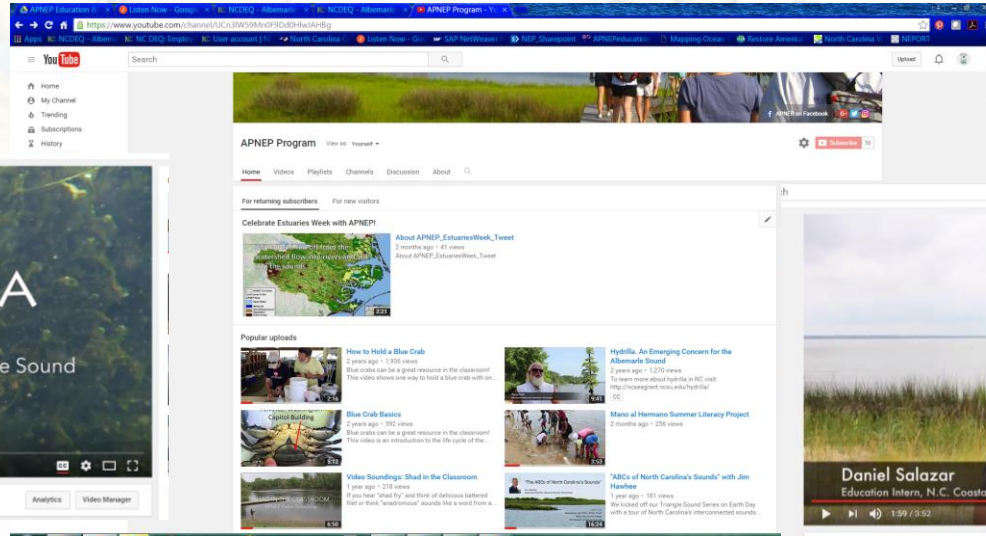 APNEP Education &
Listen Now - Googl
NCDEQ - Albemarle
NCDEQ - Albemarle
APNEP Program - Yo
https://www.youtube.com/channel/UCn3IW59Mn0F9Dd0HlwIAHBg
Apps
NCDEQ - Albema
NC DEQ: Employ
User account | N
North Carolina C
Listen Now - Goo
SAP NetWeaver
NEP_Sharepoint
APNEPeducation
Mapping Ocean
Restore America
North Carolina
NEPORT
YouTube
Search
Upload
Home
My Channel
Trending
Subscriptions
History
APNEP on Facebook
APNEP Program
View as: Yourself
Subscribe
Home
Videos
Playlists
Channels
Discussion
About
For returning subscribers
For new visitors
Celebrate Estuaries Week with APNEP!
About APNEP_EstuariesWeek_Tweet
2 months ago • 41 views
About APNEP_EstuariesWeek_Tweet
2:21
Popular uploads
How to Hold a Blue Crab
2 years ago • 1,936 views
Blue crabs can be a great resource in the classroom!
This video shows one way to hold a blue crab with on...
2:16
Hydrilla. An Emerging Concern for the
Albemarle Sound
2 years ago • 1,270 views
To learn more about hydrilla in NC visit
http://ncseagrant.ncsu.edu/hydrilla/
CC
9:41
Capitol Building
Blue Crab Basics
2 years ago • 592 views
Blue crabs can be a great resource in the classroom!
This video is an introduction to the life cycle of the...
5:12
Mano al Hermano Summer Literacy Project
2 months ago • 256 views
3:53
Video Soundings: Shad in the Classroom
1 year ago • 218 views
If you hear "shad fry" and think of delicious battered
filet or think "anadromous" sounds like a word from a...
6:50
"The ABCs of North Carolina's Sounds"
"ABCs of North Carolina's Sounds" with Jim
Hawhee
1 year ago • 181 views
We kicked off our Triangle Sound Series on Earth Day
with a tour of North Carolina's interconnected sounds...
16:24
A
e Sound
CC
Analytics
Video Manager
ch
Daniel Salazar
Education Intern, N.C. Coasta
1:59 / 3:52